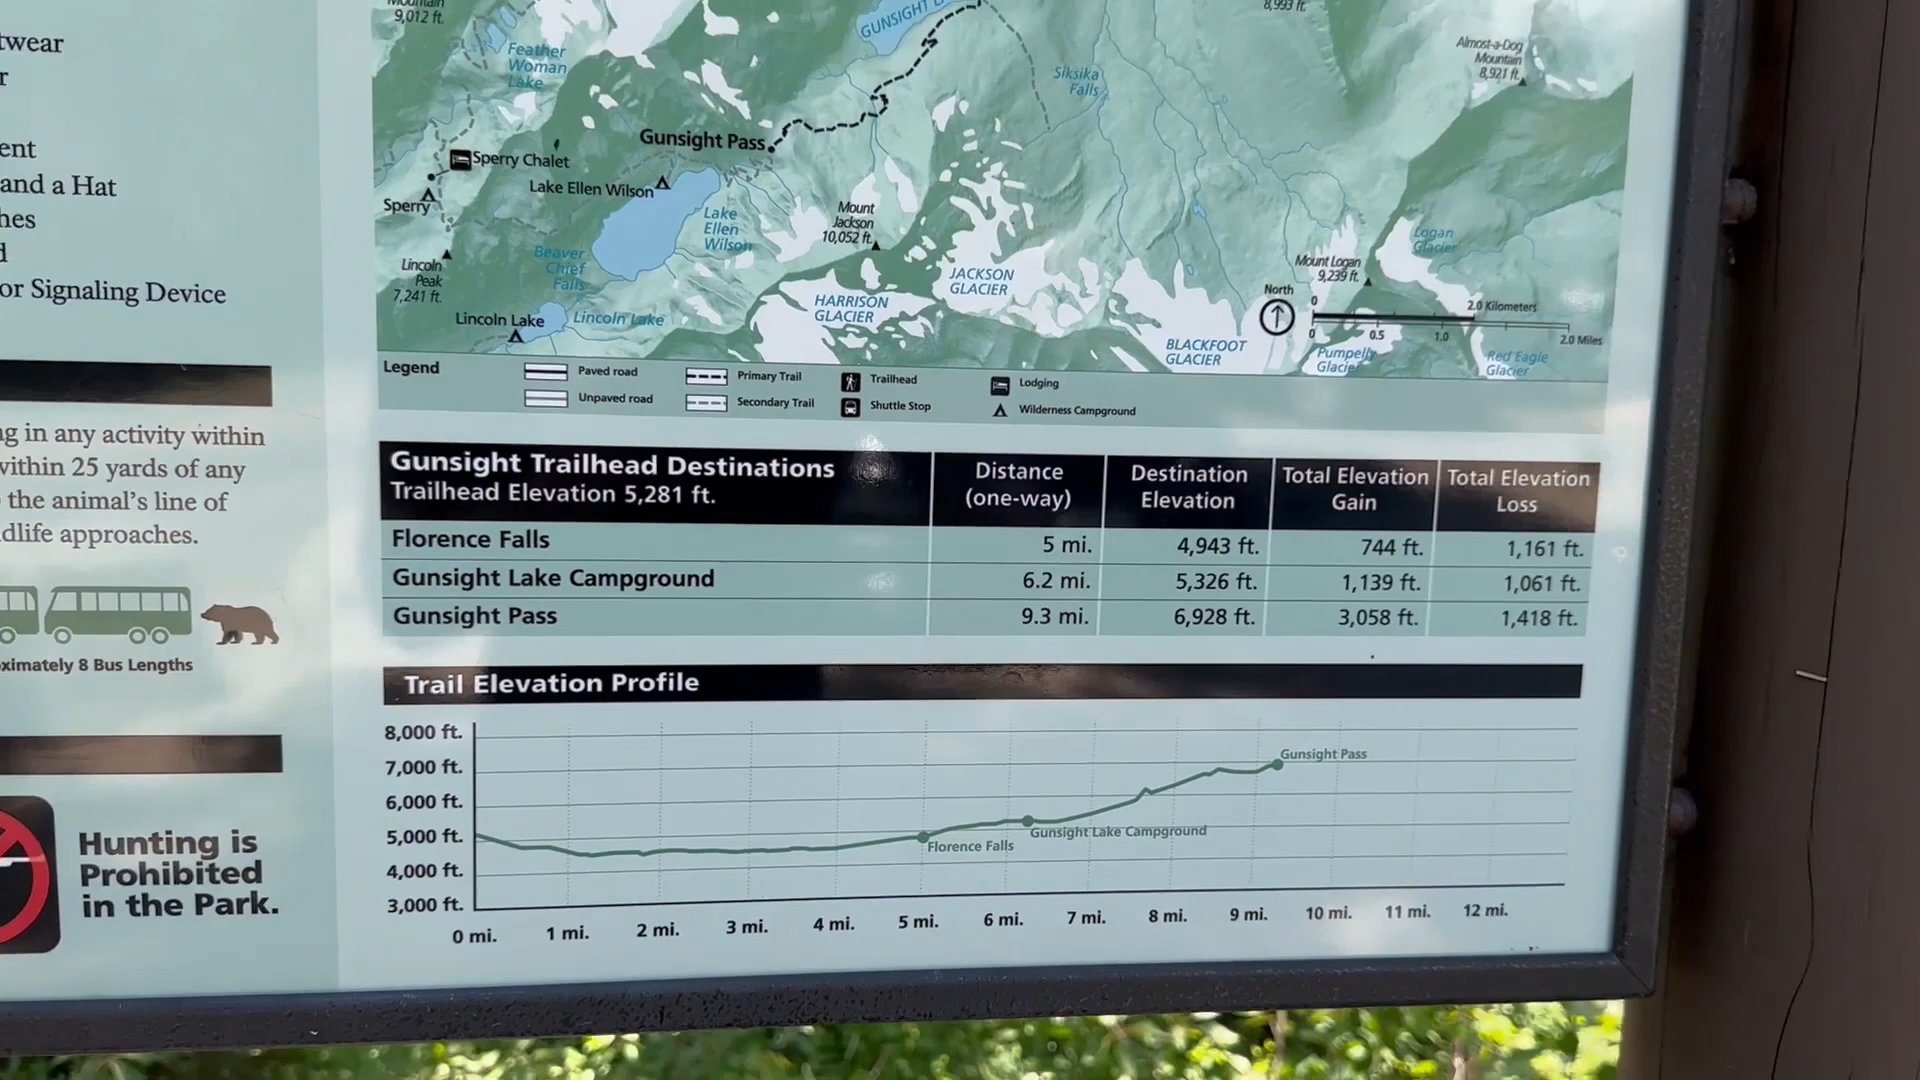 9,012 ft.
GUNSIGHT
8,993 ft.
Almost-a-Dog
Mountain
8,921 ft.
Feather
Woman
Lake
Siksika
Falls
Gunsight Pass
Sperry Chalet
Lake Ellen Wilson
Sperry
Lake
Ellen
Wilson
Mount
Jackson
10,052 ft.
Beaver
Chief
Falls
Lincoln
Peak
7,241 ft.
Logan
Glacier
Mount Logan
9,239 ft.
JACKSON
GLACIER
HARRISON
GLACIER
Lincoln Lake
Lincoln Lake
North
0
2.0 Kilometers
0
0.5
1.0
2.0 Miles
BLACKFOOT
GLACIER
Pumpelly
Glacier
Red Eagle
Glacier
Legend
Paved road
Unpaved road
Primary Trail
Secondary Trail
Trailhead
Shuttle Stop
Lodging
Wilderness Campground
twear
r
ent
and a Hat
hes
d
or Signaling Device
g in any activity within
within 25 yards of any
the animal's line of
dlife approaches.
ximately 8 Bus Lengths
Hunting is
Prohibited
in the Park.
Gunsight Trailhead Destinations
Trailhead Elevation 5,281 ft.
Distance
(one-way)
Destination
Elevation
Total Elevation
Gain
Total Elevation
Loss
Florence Falls 5 mi. 4,943 ft. 744 ft. 1,161 ft.
Gunsight Lake Campground 6.2 mi. 5,326 ft. 1,139 ft. 1,061 ft.
Gunsight Pass 9.3 mi. 6,928 ft. 3,058 ft. 1,418 ft.
Trail Elevation Profile
8,000 ft.
7,000 ft.
6,000 ft.
5,000 ft.
4,000 ft.
3,000 ft.
Gunsight Pass
Gunsight Lake Campground
Florence Falls
0 mi. 1 mi. 2 mi. 3 mi. 4 mi. 5 mi. 6 mi. 7 mi. 8 mi. 9 mi. 10 mi. 11 mi. 12 mi.